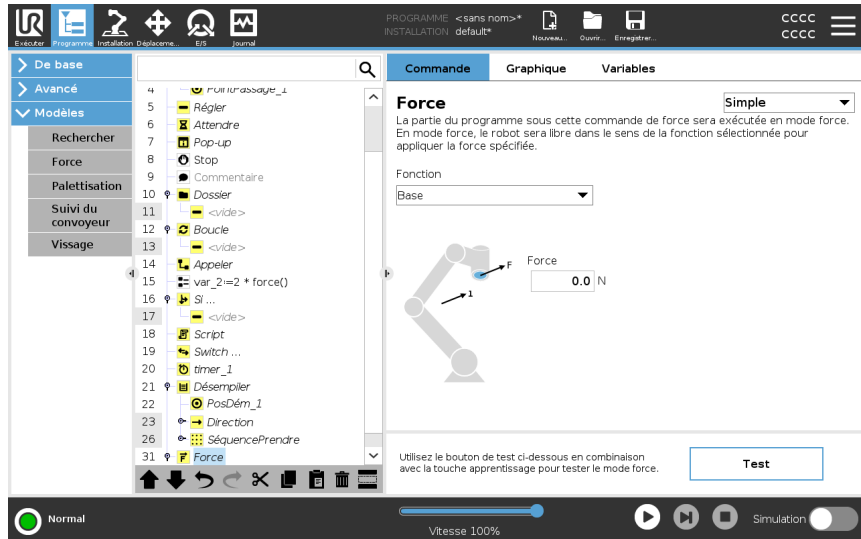 UR
PROGRAMME <sans nom>*
INSTALLATION default*
CCCC
CCCC
Exécuter Programme Installation Déplaceme... E/S Journal Nouveau... Ouvrir... Enregistrer...
De base
Avancé
Modèles
Rechercher
Force
Palettisation
Suivi du
convoyeur
Vissage
4 PointPassage_1
5 Régler
6 Attendre
7 Pop-up
8 Stop
9 Commentaire
10 Dossier
11 <vide>
12 Boucle
13 <vide>
14 Appeler
15 var_2:=2 * force()
16 Si ...
17 <vide>
18 Script
19 Switch ...
20 timer_1
21 Désempiler
22 PosDém_1
23 Direction
26 SéquencePrendre
31 Force
Commande Graphique Variables
Force
Simple
La partie du programme sous cette commande de force sera exécutée en mode force.
En mode force, le robot sera libre dans le sens de la fonction sélectionnée pour
appliquer la force spécifiée.
Fonction
Base
F
1
Force
0.0 N
Utilisez le bouton de test ci-dessous en combinaison
avec la touche apprentissage pour tester le mode force.
Test
Normal
Vitesse 100%
Simulation